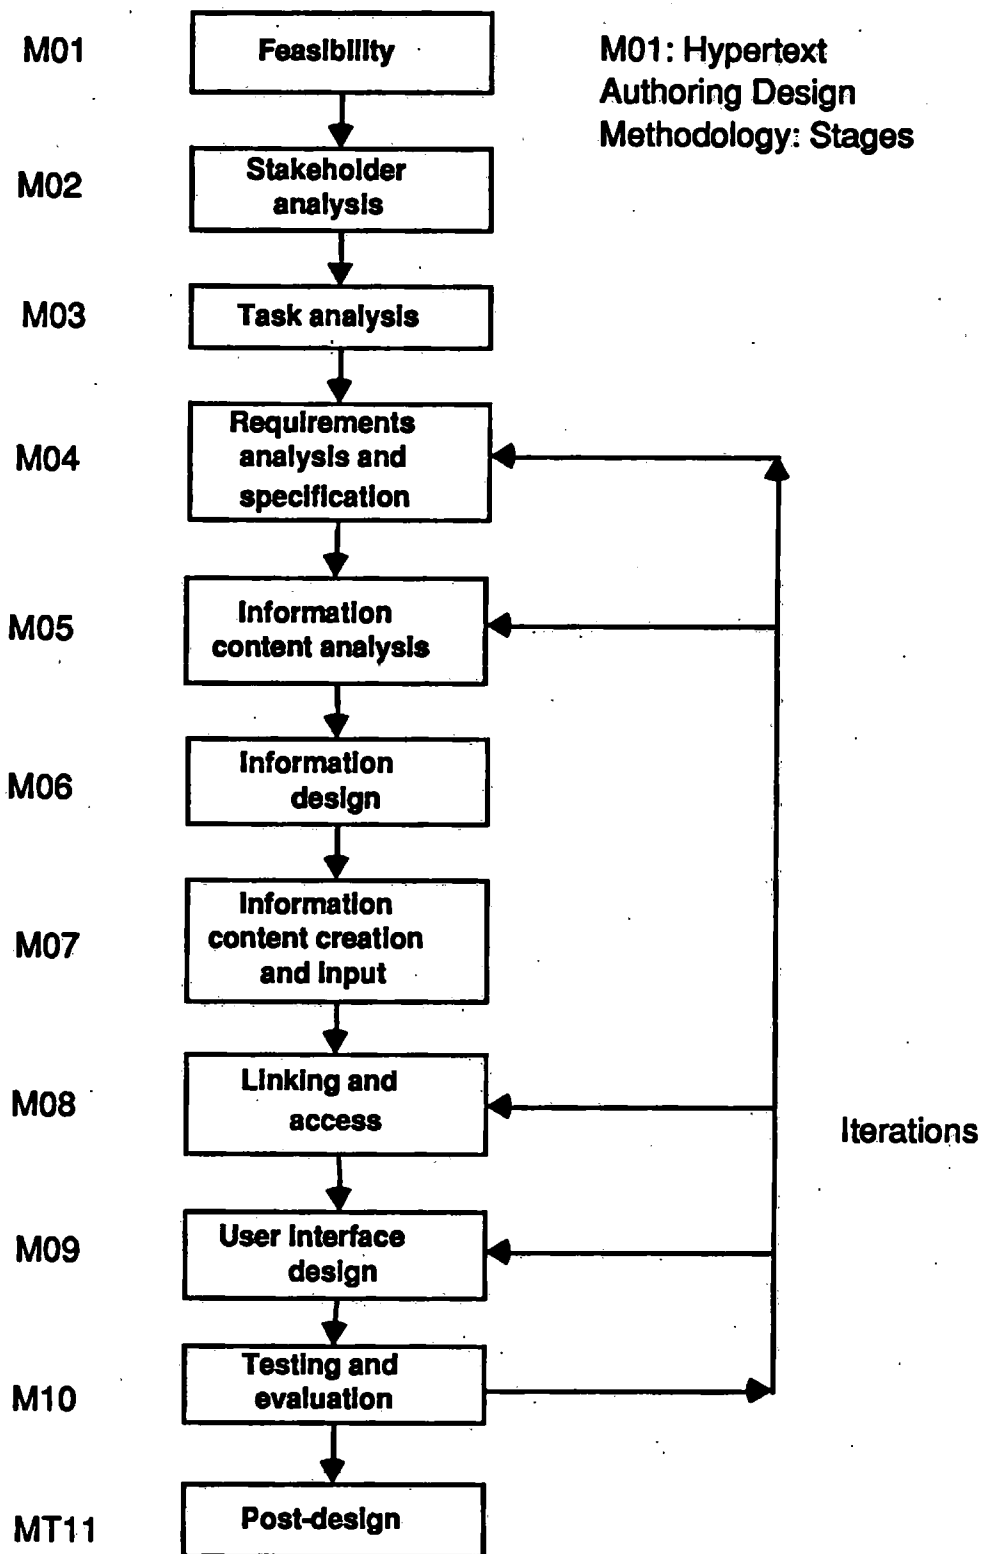 M01
Feasibility
M01: Hypertext
Authoring Design
Methodology: Stages
M02
Stakeholder
analysis
M03
Task analysis
M04
Requirements
analysis and
specification
M05
Information
content analysis
M06
Information
design
M07
Information
content creation
and input
M08
Linking and
access
Iterations
M09
User interface
design
M10
Testing and
evaluation
MT11
Post-design